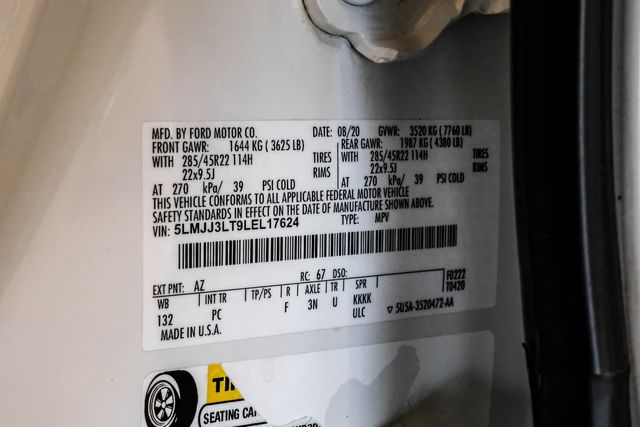 MFD. BY FORD MOTOR CO. DATE: 08/20 GVWR: 3520 KG ( 7760 LB)
FRONT GAWR: 1644 KG ( 3625 LB) REAR GAWR: 1987 KG ( 4380 LB)
WITH 285/45R22 114H TIRES WITH 285/45R22 114H TIRES
22x9.5J RIMS 22x9.5J RIMS
AT 270 kPa/ 39 PSI COLD AT 270 kPa/ 39 PSI COLD
THIS VEHICLE CONFORMS TO ALL APPLICABLE FEDERAL MOTOR VEHICLE
SAFETY STANDARDS IN EFFECT ON THE DATE OF MANUFACTURE SHOWN ABOVE.
VIN: 5LMJJ3LT9LEL17624 TYPE: MPV
EXT PNT: AZ RC: 67 DSO: F0222
WB INT TR TP/PS R AXLE TR SPR T0420
132 PC F 3N U KKKK
ULC 5U5A-3520472-AA
MADE IN U.S.A.
TI
SEATING CA